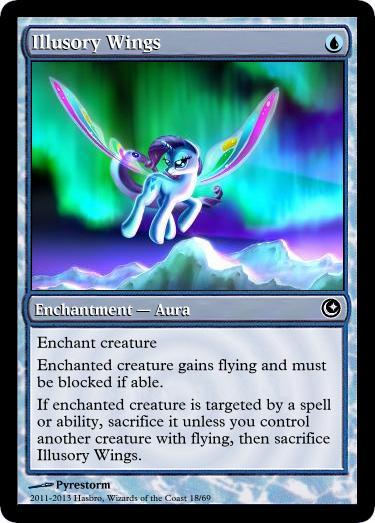 Illusory Wings
Enchantment — Aura
Enchant creature
Enchanted creature gains flying and must
be blocked if able.
If enchanted creature is targeted by a spell
or ability, sacrifice it unless you control
another creature with flying, then sacrifice
Illusory Wings.
Pyrestorm
2011-2013 Hasbro, Wizards of the Coast 18/69